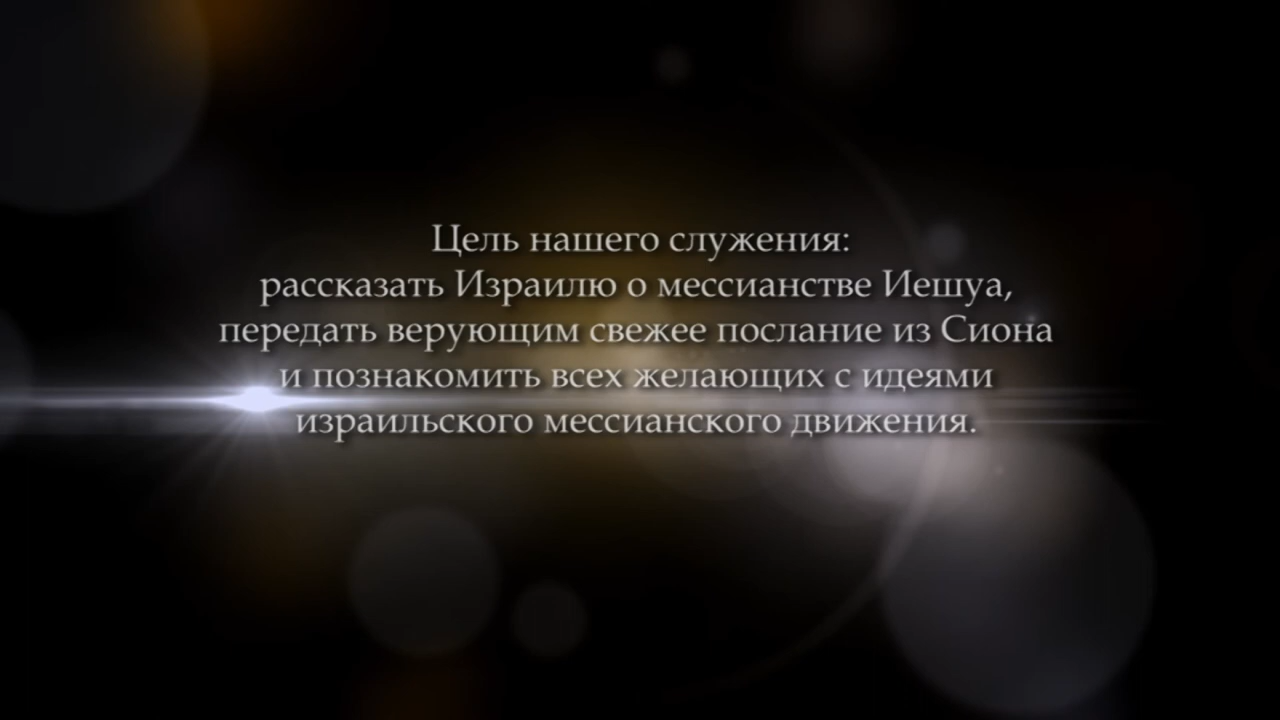 Цель нашего служения:
рассказать Израилю о мессианстве Иешуа,
передать верующим свежее послание из Сиона
и познакомить всех желающих с идеями
израильского мессианского движения.